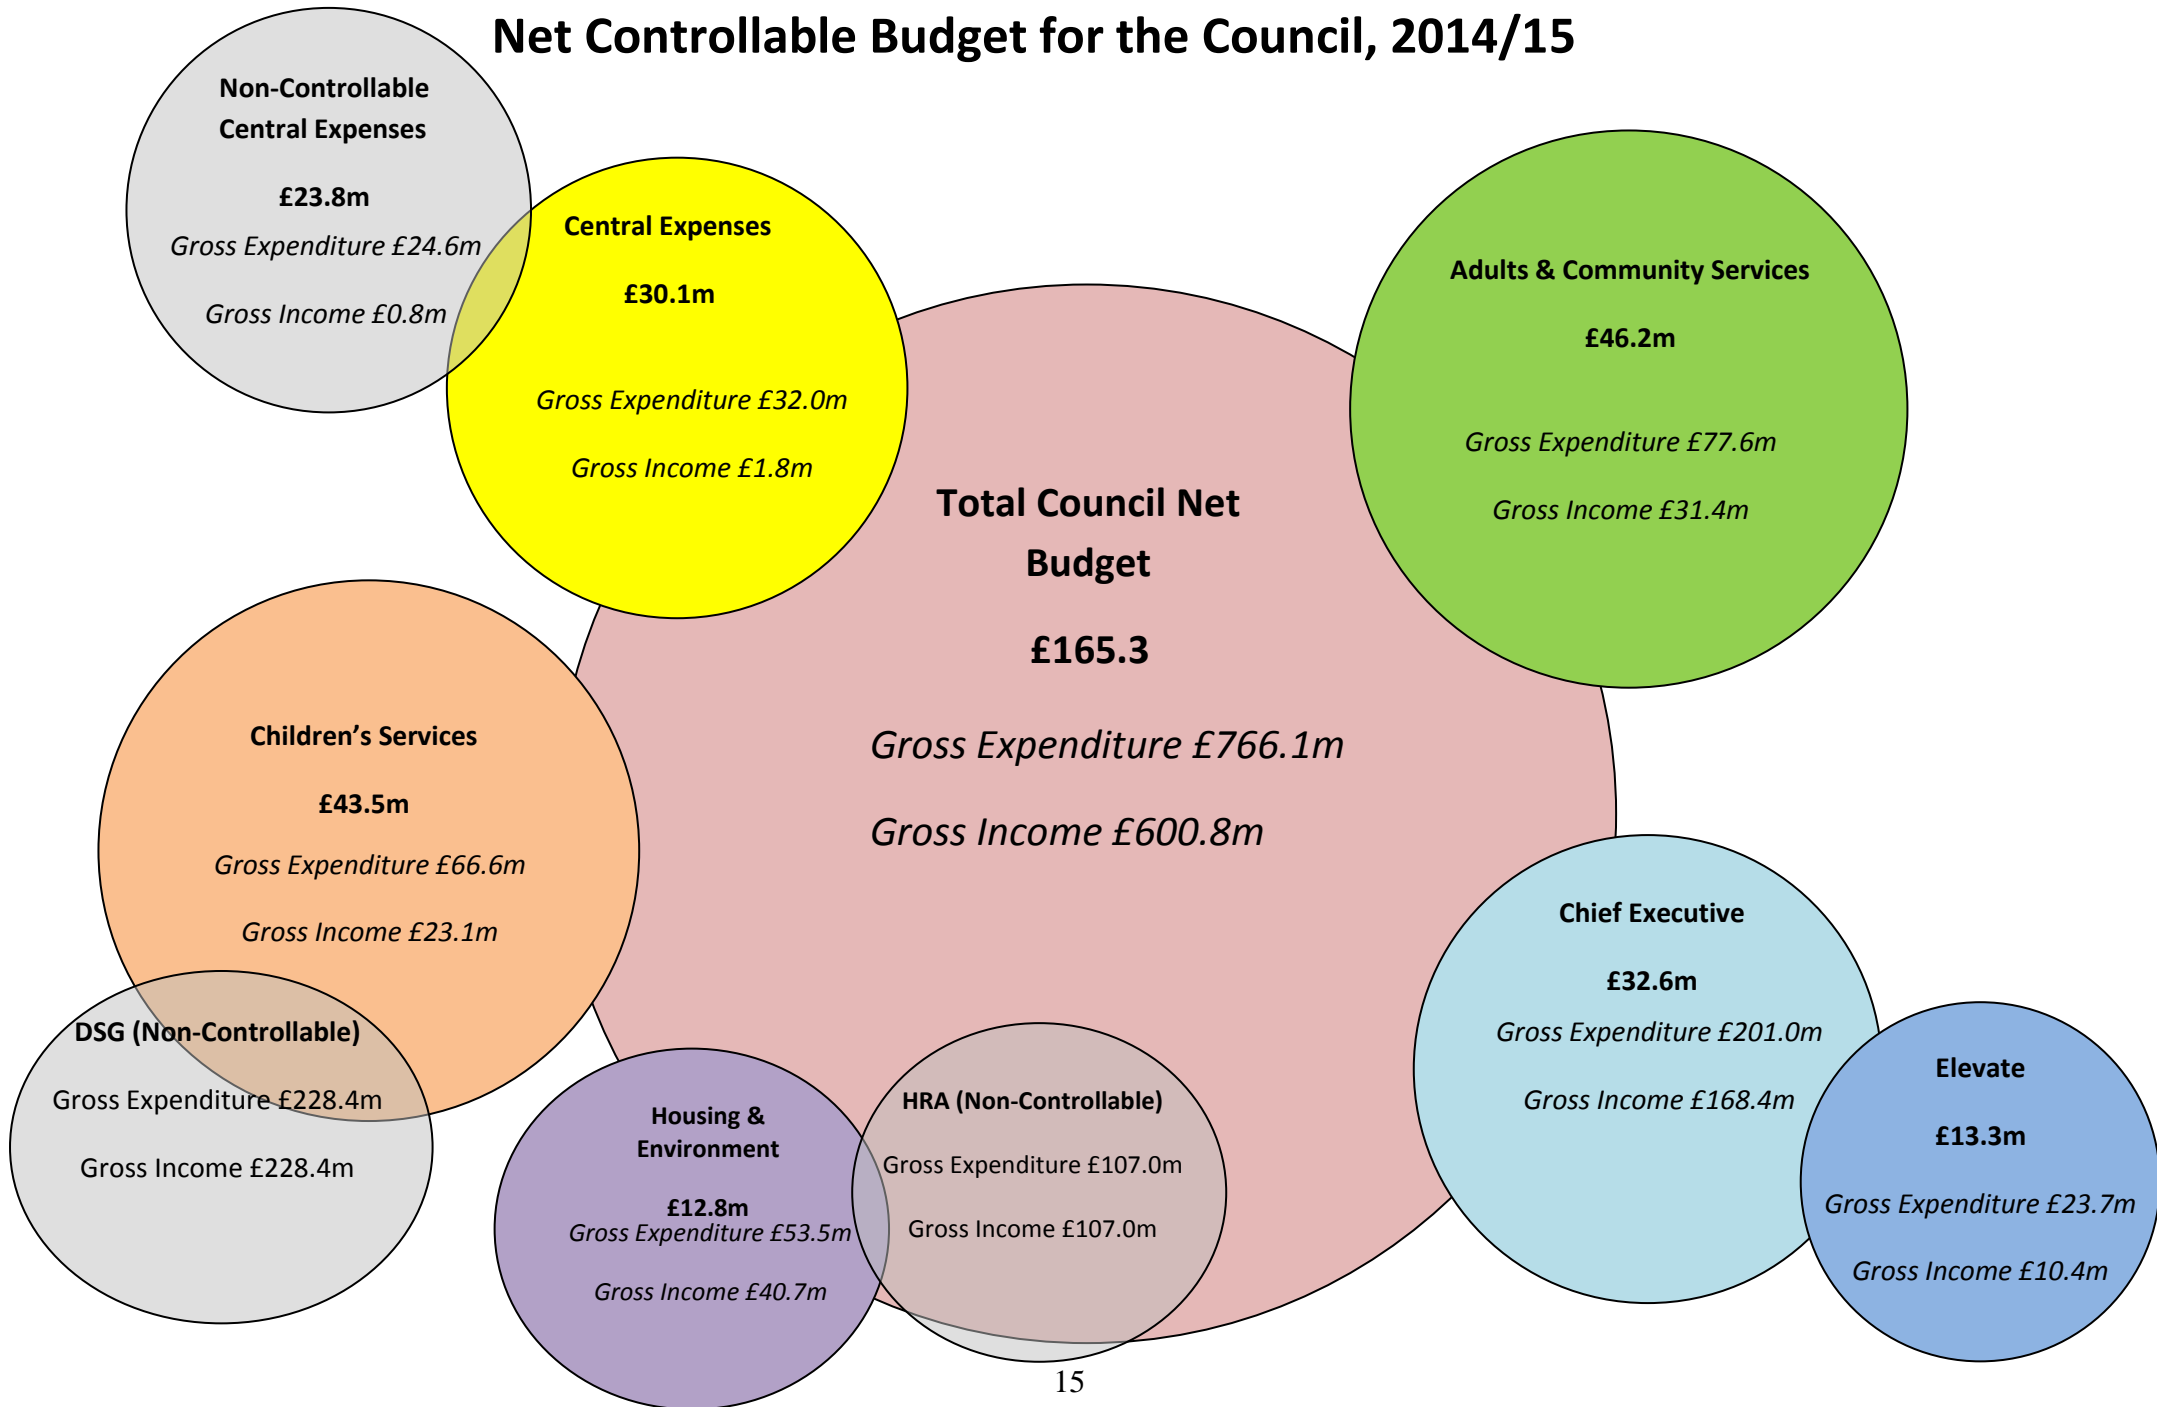 Net Controllable Budget for the Council, 2014/15
Non-Controllable
Central Expenses
£23.8m
Gross Expenditure £24.6m
Gross Income £0.8m
Central Expenses
£30.1m
Gross Expenditure £32.0m
Gross Income £1.8m
Adults & Community Services
£46.2m
Gross Expenditure £77.6m
Gross Income £31.4m
Total Council Net
Budget
£165.3
Gross Expenditure £766.1m
Gross Income £600.8m
Children’s Services
£43.5m
Gross Expenditure £66.6m
Gross Income £23.1m
DSG (Non-Controllable)
Gross Expenditure £228.4m
Gross Income £228.4m
Housing &
Environment
£12.8m
Gross Expenditure £53.5m
Gross Income £40.7m
HRA (Non-Controllable)
Gross Expenditure £107.0m
Gross Income £107.0m
Chief Executive
£32.6m
Gross Expenditure £201.0m
Gross Income £168.4m
Elevate
£13.3m
Gross Expenditure £23.7m
Gross Income £10.4m
15